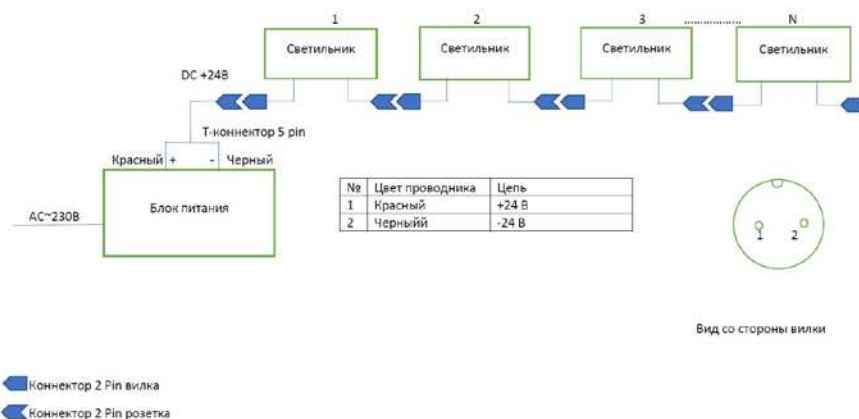 1 2 3 .................. N
Светильник Светильник Светильник Светильник
DC +24В
Т-коннектор 5 pin
Красный + - Черный
Блок питания
AC~230В
№ Цвет проводника Цепь
1 Красный +24 В
2 Черныйй -24 В
1 2
Вид со стороны вилки
Коннектор 2 Pin вилка
Коннектор 2 Pin розетка